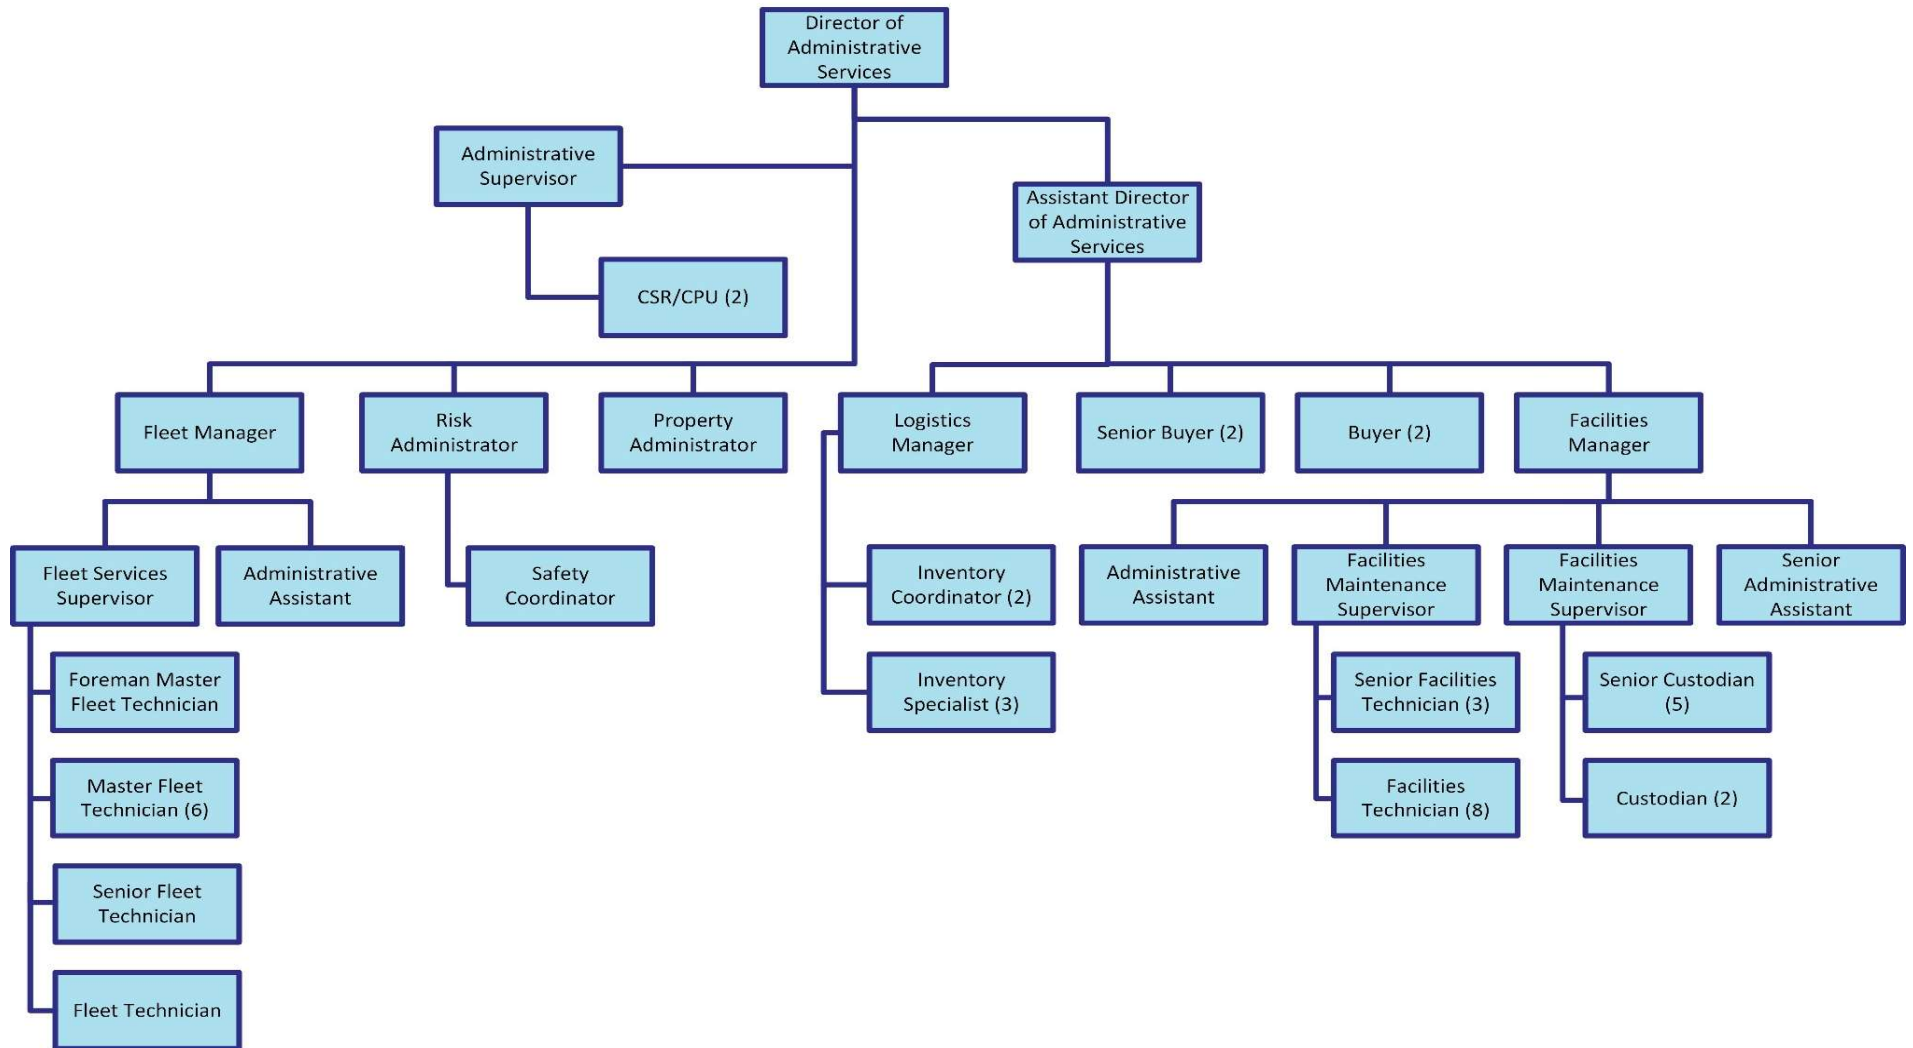 Director of
Administrative
Services
Administrative
Supervisor
Assistant Director
of Administrative
Services
CSR/CPU (2)
Fleet Manager
Risk
Administrator
Property
Administrator
Logistics
Manager
Senior Buyer (2)
Buyer (2)
Facilities
Manager
Fleet Services
Supervisor
Administrative
Assistant
Safety
Coordinator
Inventory
Coordinator (2)
Administrative
Assistant
Facilities
Maintenance
Supervisor
Facilities
Maintenance
Supervisor
Senior
Administrative
Assistant
Foreman Master
Fleet Technician
Inventory
Specialist (3)
Senior Facilities
Technician (3)
Senior Custodian
(5)
Master Fleet
Technician (6)
Facilities
Technician (8)
Custodian (2)
Senior Fleet
Technician
Fleet Technician